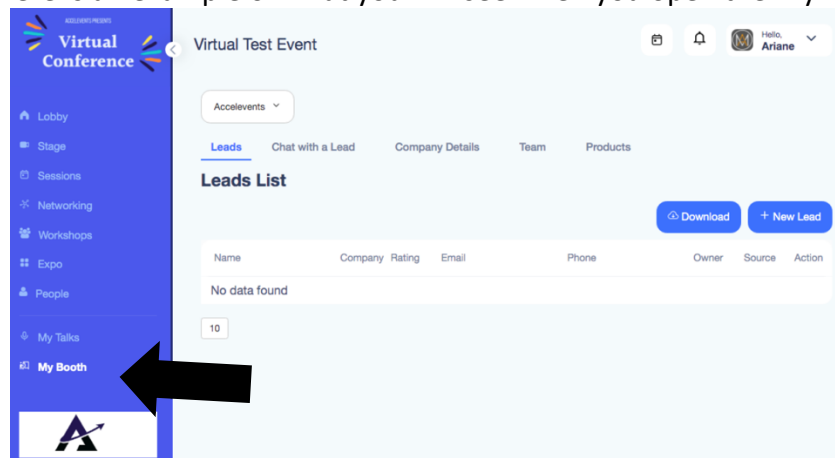 ACCELEVENTS PRESENTS
Virtual
Conference
Virtual Test Event
Hello,
Ariane
Accelevents
Lobby
Stage
Sessions
Networking
Workshops
Expo
People
My Talks
My Booth
Leads Chat with a Lead Company Details Team Products
Leads List
Download + New Lead
Name Company Rating Email Phone Owner Source Action
No data found
10